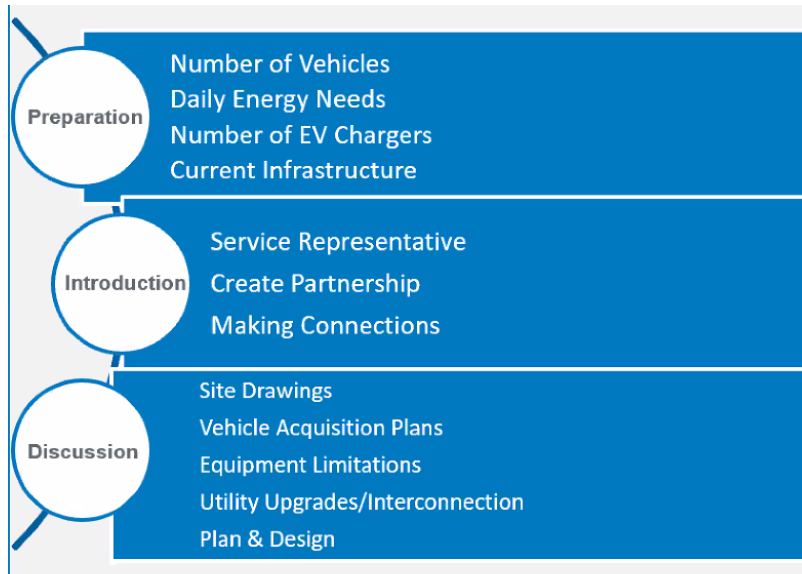 Preparation
Number of Vehicles
Daily Energy Needs
Number of EV Chargers
Current Infrastructure
Introduction
Service Representative
Create Partnership
Making Connections
Discussion
Site Drawings
Vehicle Acquisition Plans
Equipment Limitations
Utility Upgrades/Interconnection
Plan & Design